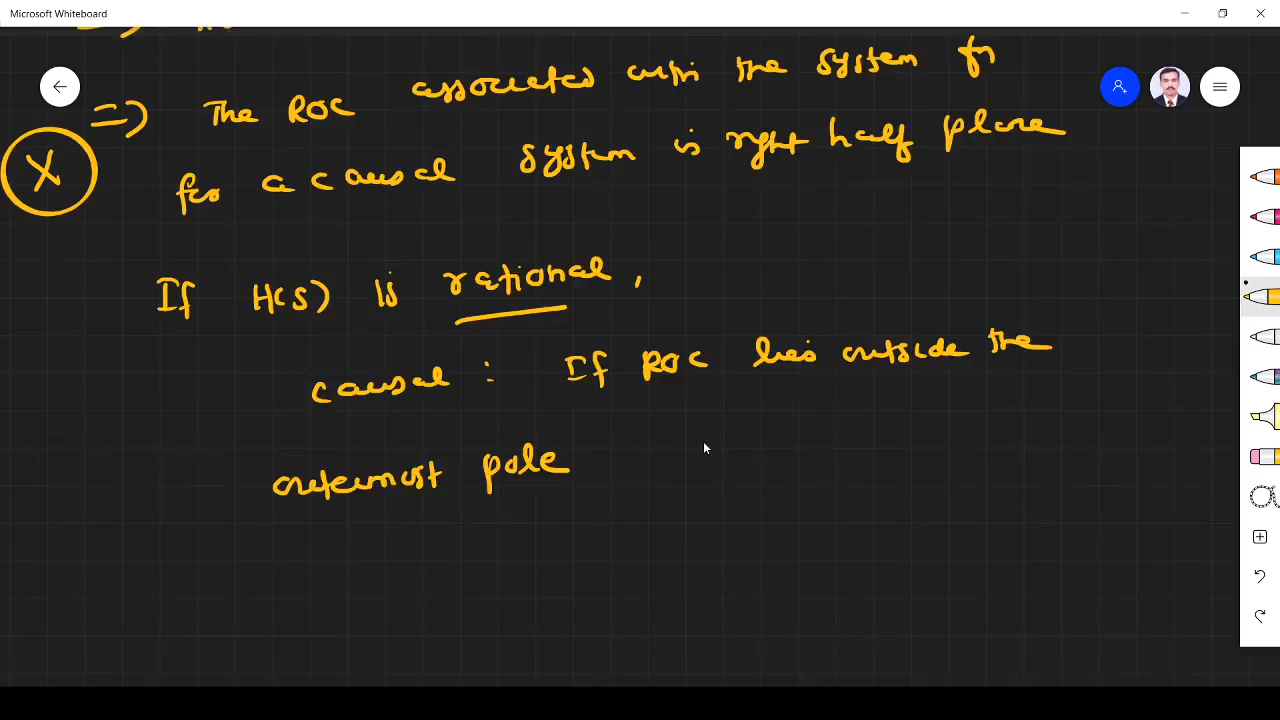 Microsoft Whiteboard
=> The ROC associated with the system fn
X
for a causal system is right half plane
If H(s) is rational,
causal : If ROC lies outside the
outermost pole